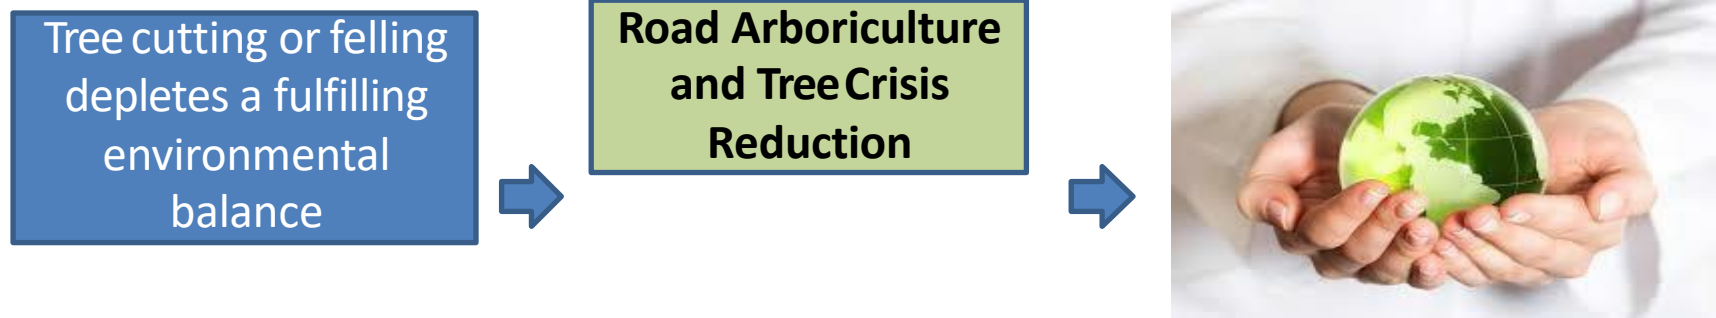 Tree cutting or felling
depletes a fulfilling
environmental
balance
Road Arboriculture
and Tree Crisis
Reduction